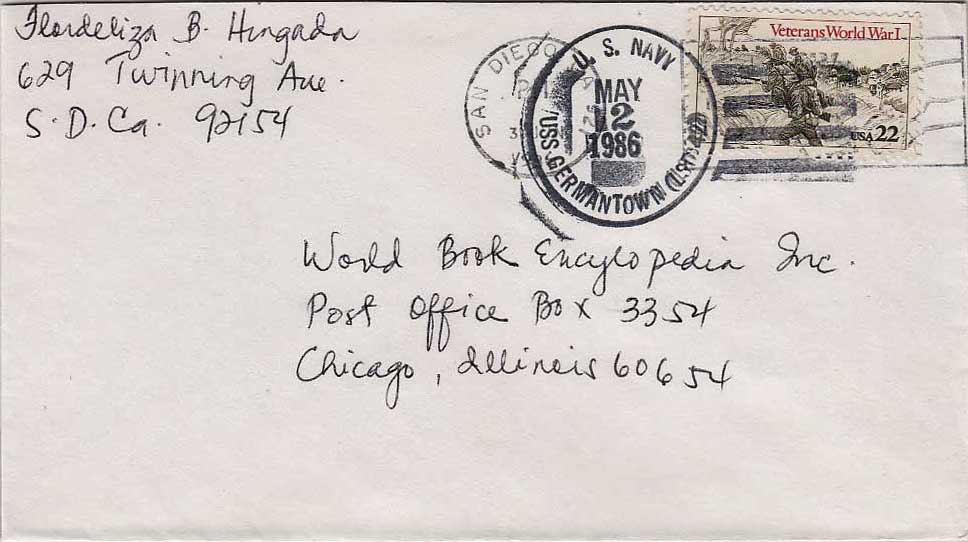 Flordeliza B. Hingada
629 Twinning Ave.
S.D. Ca. 92154
SAN DIEGO
U. S. NAVY
MAY
12
1986
USS GERMANTOWN
Veterans World War I
USA 22
World Book Encylopedia Inc.
Post Office Box 3354
Chicago, Illinois 60654